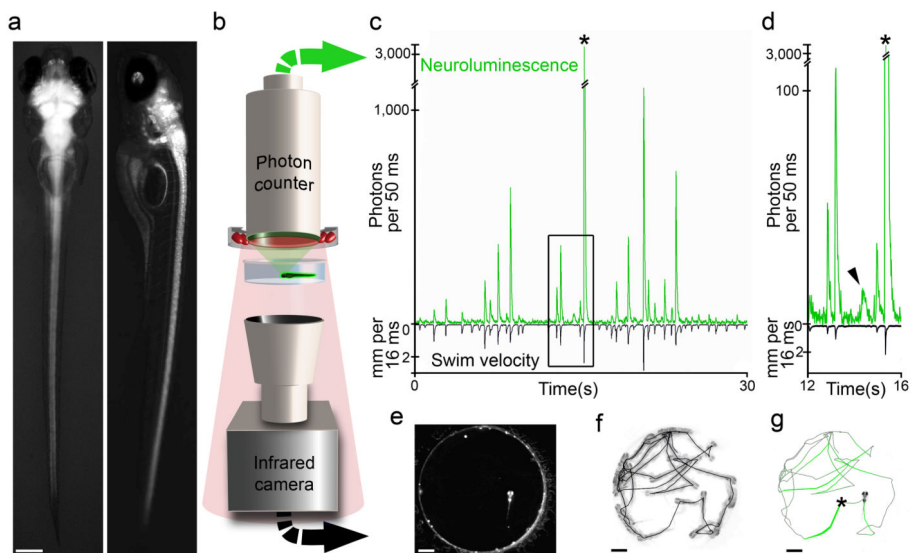 a
b
c
d
3,000
*
Neuroluminescence
1,000
Photons
per 50 ms
mm per
16 ms
0
2
Swim velocity
0
Time(s)
30
Photon
counter
Infrared
camera
3,000
*
100
Photons
per 50 ms
mm per
16 ms
0
2
12
Time(s)
16
e
f
g
*